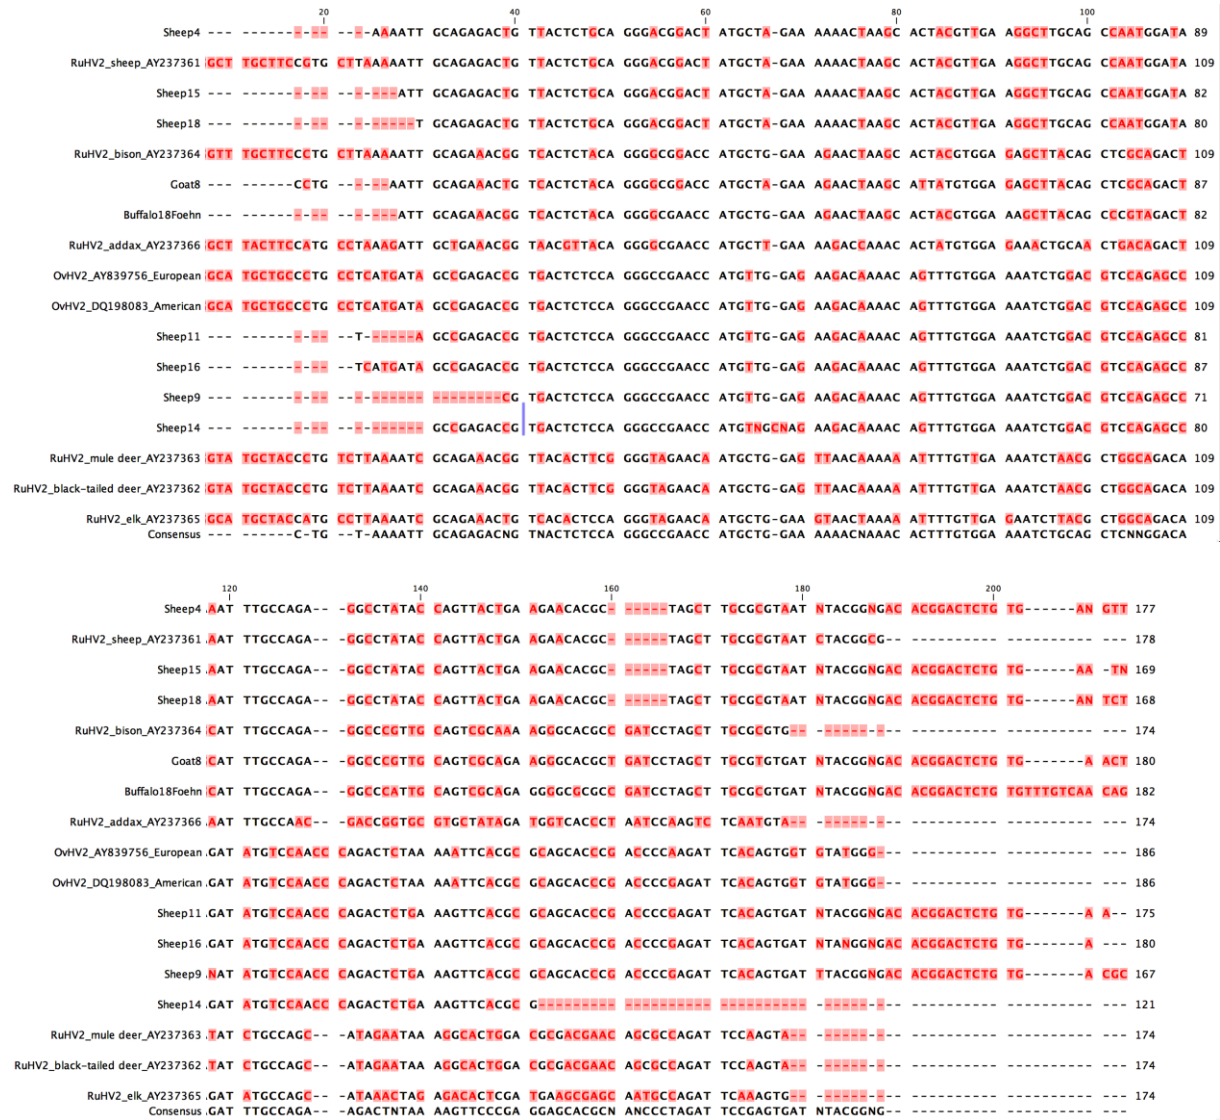 20 40 60 80 100
Sheep4 --- ------- - -- --- - --AAAATT GCAGAGACTG TTACTCTGCA GGGACGGACT ATGCTA-GAA AAAACTAAGC ACTACGTTGA AGGCTTGCAG CCAATGGATA 89
RuHV2_sheep_AY237361 GCT TGCTTCCGTG CTTAAAAATT GCAGAGACTG TTACTCTGCA GGGACGGACT ATGCTA-GAA AAAACTAAGC ACTACGTTGA AGGCTTGCAG CCAATGGATA 109
Sheep15 --- ---------- -------ATT GCAGAGACTG TTACTCTGCA GGGACGGACT ATGCTA-GAA AAAACTAAGC ACTACGTTGA AGGCTTGCAG CCAATGGATA 82
Sheep18 --- ---------- ---------T GCAGAGACTG TTACTCTGCA GGGACGGACT ATGCTA-GAA AAAACTAAGC ACTACGTTGA AGGCTTGCAG CCAATGGATA 80
RuHV2_bison_AY237364 GTT TGCTTCCCTG CTTAAAAATT GCAGAAACGG TCACTCTACA GGGGCGGACC ATGCTG-GAA AGAACTAAGC ACTACGTGGA GAGCTTACAG CTCGCAGACT 109
Goat8 --- ------CCTG ------AATT GCAGAAACTG TCACTCTACA GGGGCGGACC ATGCTA-GAA AGAACTAAGC ATTATGTGGA GAGCTTACAG CTCGCAGACT 87
Buffalo18Foehn --- ---------- -------ATT GCAGAAACGG TCACTCTACA GGGGCGAACC ATGCTG-GAA AGAACTAAGC ACTACGTGGA AAGCTTACAG CCCGTAGACT 82
RuHV2_addax_AY237366 GCT TACTTCCATG CCTAAAGATT GCTGAAACGG TAACGTTACA GGGGCGAACC ATGCTT-GAA AGACCAAACC ACTATGTGGA GAAACTGCAA CTGACAGACT 109
OvHV2_AY839756_European GCA TGCTGCCCTG CCTCATGATA GCCGAGACCG TGACTCTCCA GGGCCGAACC ATGTTG-GAG AAGACAAAAC AGTTTGTGGA AAATCTGGAC GTCCAGAGCC 109
OvHV2_DQ198083_American GCA TGCTGCCCTG CCTCATGATA GCCGAGACCG TGACTCTCCA GGGCCGAACC ATGTTG-GAG AAGACAAAAC AGTTTGTGGA AAATCTGGAC GTCCAGAGCC 109
Sheep11 --- ---------- --T------A GCCGAGACCG TGACTCTCCA GGGCCGAACC ATGTTG-GAG AAGACAAAAC AGTTTGTGGA AAATCTGGAC GTCCAGAGCC 81
Sheep16 --- ---------- --TCATGATA GCCGAGACCG TGACTCTCCA GGGCCGAACC ATGTTG-GAG AAGACAAAAC AGTTTGTGGA AAATCTGGAC GTCCAGAGCC 87
Sheep9 --- ---------- ---------- --------CG TGACTCTCCA GGGCCGAACC ATGTTG-GAG AAGACAAAAC AGTTTGTGGA AAATCTGGAC GTCCAGAGCC 71
Sheep14 --- ---------- ---------- GCCGAGACCG TGACTCTCCA GGGCCGAACC ATGTNGCNAG AAGACAAAAC AGTTTGTGGA AAATCTGGAC GTCCAGAGCC 80
RuHV2_mule deer_AY237363 GTA TGCTACCCTG TCTTAAAATC GCAGAAACGG TTACACTTCG GGGTAGAACA ATGCTG-GAG TTAACAAAAA ATTTTGTTGA AAATCTAACG CTGGCAGACA 109
RuHV2_black-tailed deer_AY237362 GTA TGCTACCCTG TCTTAAAATC GCAGAAACGG TTACACTTCG GGGTAGAACA ATGCTG-GAG TTAACAAAAA ATTTTGTTGA AAATCTAACG CTGGCAGACA 109
RuHV2_elk_AY237365 GCA TGCTACCATG CCTTAAAATC GCAGAAACTG TCACACTCCA GGGTAGAACA ATGCTG-GAA GTAACTAAAA ATTTTGTTGA GAATCTTACG CTGGCAGACA 109
Consensus --- ------C-TG --T-AAAATT GCAGAGACNG TNACTCTCCA GGGCCGAACC ATGCTG-GAA AAAACNAAAC ACTTTGTGGA AAATCTGCAG CTCNNGGACA
120 140 160 180 200
Sheep4 AAT TTGCCAGA-- -GGCCTATAC CAGTTACTGA AGAACACGC- -----TAGCT TGCGCGTAAT NTACGGNGAC ACGGACTCTG TG------AN GTT 177
RuHV2_sheep_AY237361 AAT TTGCCAGA-- -GGCCTATAC CAGTTACTGA AGAACACGC- -----TAGCT TGCGCGTAAT CTACGGCG-- ---------- ---------- --- 178
Sheep15 AAT TTGCCAGA-- -GGCCTATAC CAGTTACTGA AGAACACGC- -----TAGCT TGCGCGTAAT NTACGGNGAC ACGGACTCTG TG------AA -TN 169
Sheep18 AAT TTGCCAGA-- -GGCCTATAC CAGTTACTGA AGAACACGC- -----TAGCT TGCGCGTAAT NTACGGNGAC ACGGACTCTG TG------AN TCT 168
RuHV2_bison_AY237364 CAT TTGCCAGA-- -GGCCCGTTG CAGTCGCAAA AGGGCACGCC GATCCTAGCT TGCGCGTG-- ---------- ---------- ---------- --- 174
Goat8 CAT TTGCCAGA-- -GGCCCGTTG CAGTCGCAGA AGGGCACGCT GATCCTAGCT TGCGTGTGAT NTACGGNGAC ACGGACTCTG TG-------A ACT 180
Buffalo18Foehn CAT TTGCCAGA-- -GGCCCATTG CAGTCGCAGA GGGGCGCGCC GATCCTAGCT TGCGCGTGAT NTACGGNGAC ACGGACTCTG TGTTTGTCAA CAG 182
RuHV2_addax_AY237366 AAT TTGCCAAC-- -GACCGGTGC GTGCTATAGA TGGTCACCCT AATCCAAGTC TCAATGTA-- ---------- ---------- ---------- --- 174
OvHV2_AY839756_European GAT ATGTCCAACC CAGACTCTAA AAATTCACGC GCAGCACCCG ACCCCAAGAT TCACAGTGGT GTATGGG--- ---------- ---------- --- 186
OvHV2_DQ198083_American GAT ATGTCCAACC CAGACTCTAA AAATTCACGC GCAGCACCCG ACCCCGAGAT TCACAGTGGT GTATGGG--- ---------- ---------- --- 186
Sheep11 GAT ATGTCCAACC CAGACTCTGA AAGTTCACGC GCAGCACCCG ACCCCGAGAT TCACAGTGAT NTACGGNGAC ACGGACTCTG TG-------A A-- 175
Sheep16 GAT ATGTCCAACC CAGACTCTGA AAGTTCACGC GCAGCACCCG ACCCCGAGAT TCACAGTGAT NTANGGNGAC ACGGACTCTG TG-------A --- 180
Sheep9 NAT ATGTCCAACC CAGACTCTGA AAGTTCACGC GCAGCACCCG ACCCCGAGAT TCACAGTGAT TTACGGNGAC ACGGACTCTG TG-------A CGC 167
Sheep14 GAT ATGTCCAACC CAGACTCTGA AAGTTCACGC G--------- ---------- ---------- ---------- ---------- ---------- --- 121
RuHV2_mule deer_AY237363 TAT CTGCCAGC-- -ATAGAATAA AGGCACTGGA CGCGACGAAC AGCGCCAGAT TCCAAGTA-- ---------- ---------- ---------- --- 174
RuHV2_black-tailed deer_AY237362 TAT CTGCCAGC-- -ATAGAATAA AGGCACTGGA CGCGACGAAC AGCGCCAGAT TCCAAGTA-- ---------- ---------- ---------- --- 174
RuHV2_elk_AY237365 GAT ATGCCAGC-- -ATAAACTAG AGACACTCGA TGAAGCGAGC AATGCCAGAT TCAAAGTG-- ---------- ---------- ---------- --- 174
Consensus GAT TTGCCAGA-- -AGACTNTAA AAGTTCCCGA GGAGCACGCN ANCCCTAGAT TCCGAGTGAT NTACGGNG-- ---------- ---------- ---